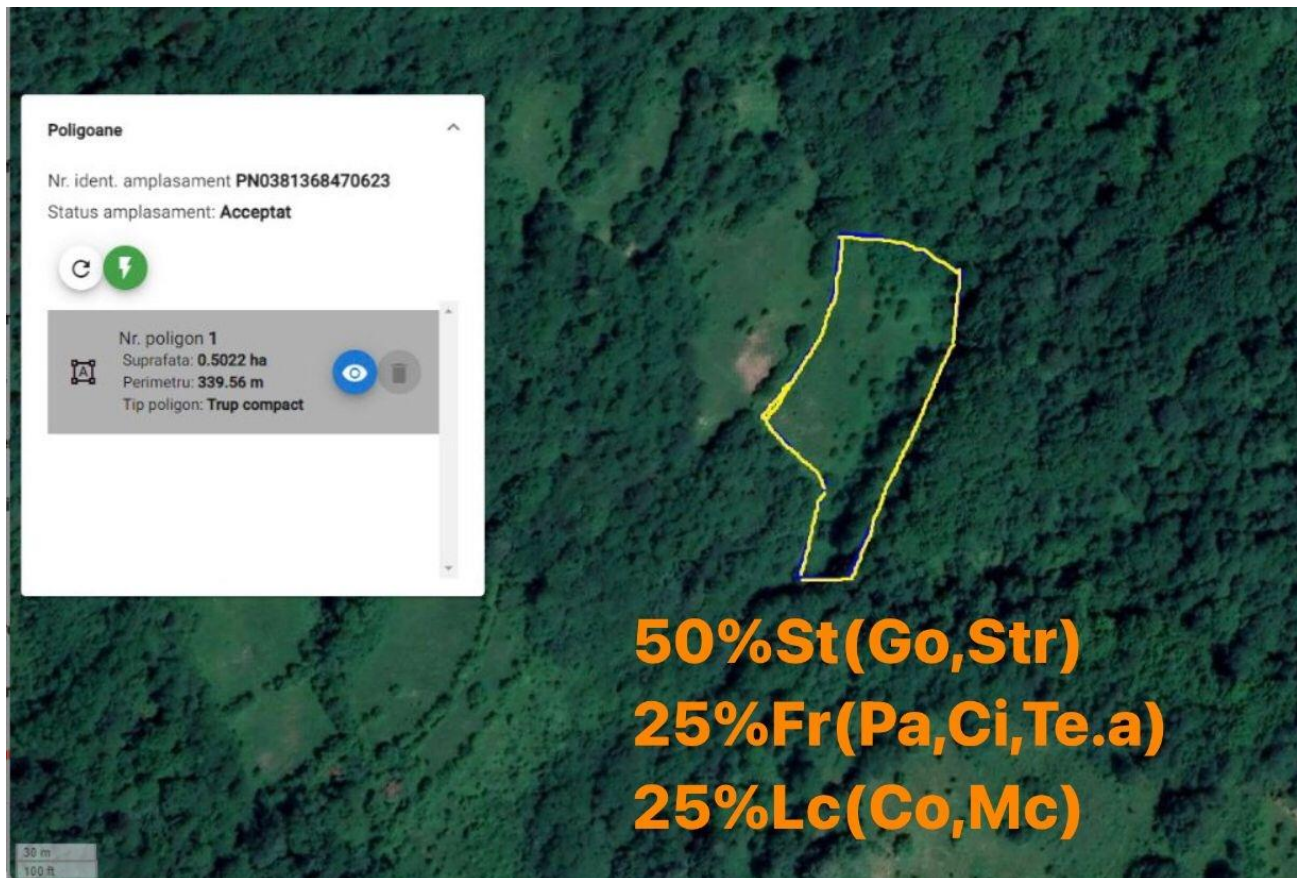 Poligoane
Nr. ident. amplasament PN0381368470623
Status amplasament: Acceptat
Nr. poligon 1
A
Suprafata: 0.5022 ha
Perimetru: 339.56 m
Tip poligon: Trup compact
50%St(Go,Str)
25%Fr(Pa,Ci,Te.a)
25%Lc(Co,Mc)
30 m
100 ft